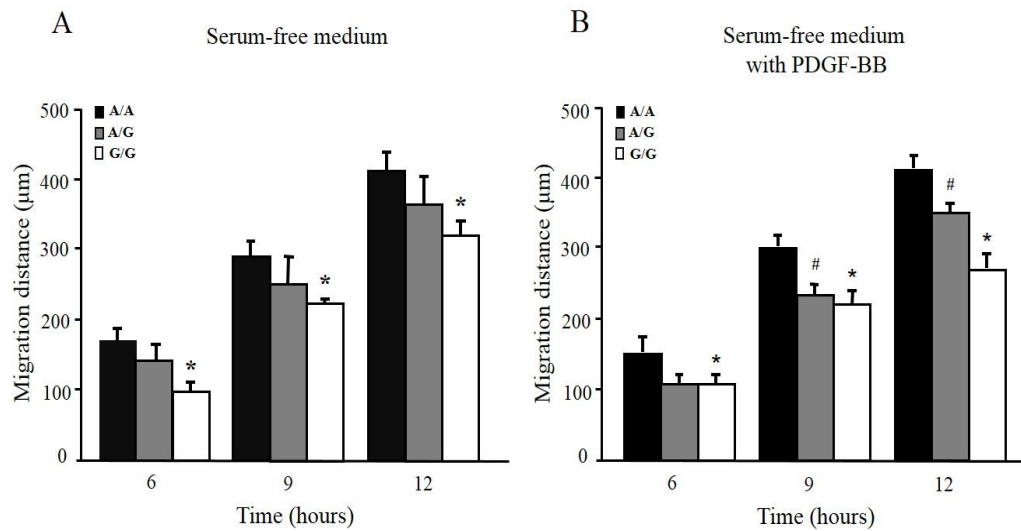 A
Serum-free medium
500
400
300
200
100
0
Migration distance (μm)
A/A
A/G
G/G
*
*
*
6
9
12
Time (hours)
B
Serum-free medium
with PDGF-BB
500
400
300
200
100
0
Migration distance (μm)
A/A
A/G
G/G
*
#
*
#
*
6
9
12
Time (hours)